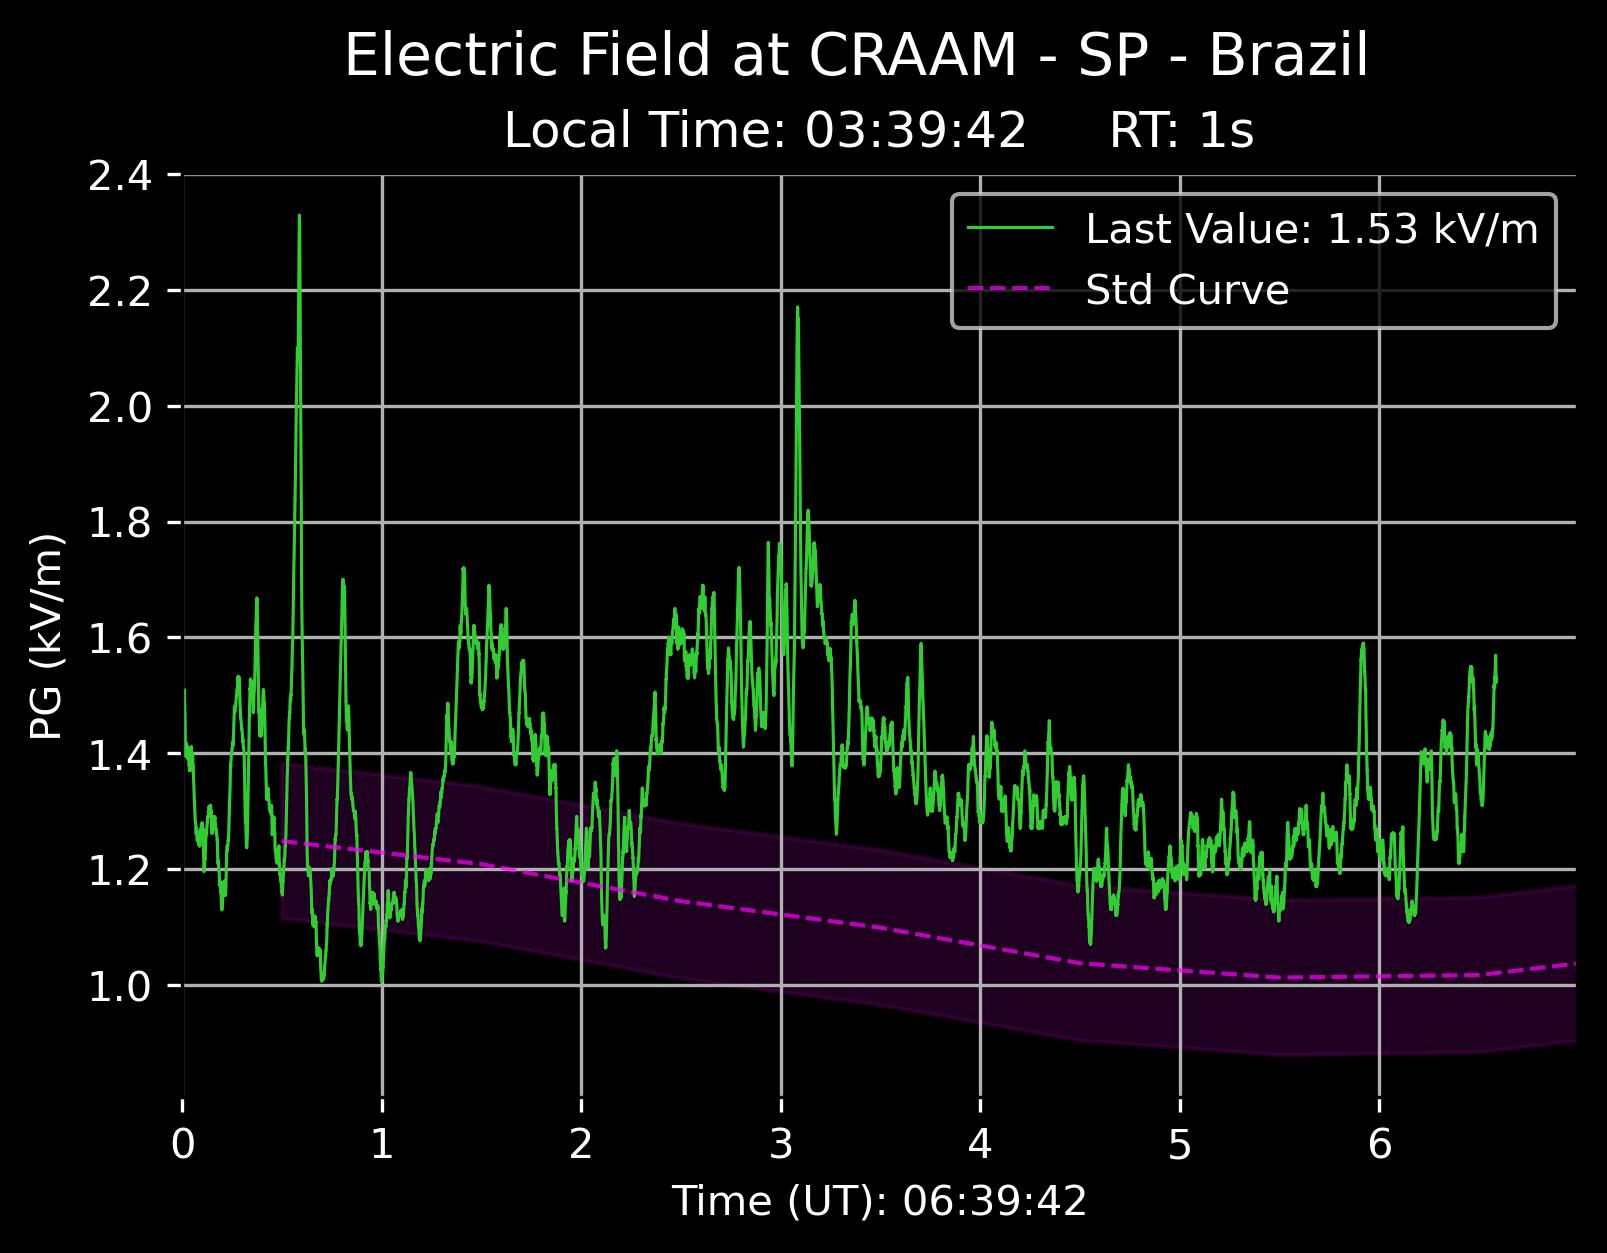 Electric Field at CRAAM - SP - Brazil
Local Time: 03:39:42 RT: 1s
Last Value: 1.53 kV/m
Std Curve
PG (kV/m)
2.4
2.2
2.0
1.8
1.6
1.4
1.2
1.0
0 1 2 3 4 5 6
Time (UT): 06:39:42